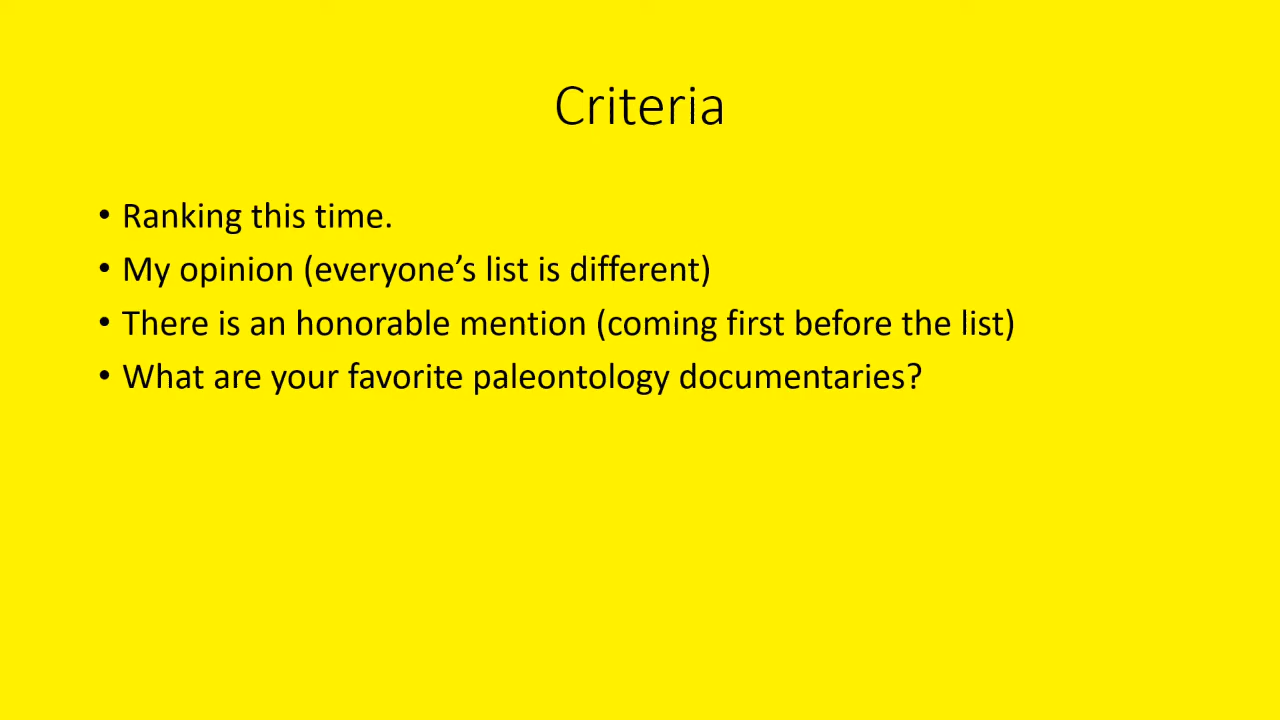 Criteria
• Ranking this time.
• My opinion (everyone’s list is different)
• There is an honorable mention (coming first before the list)
• What are your favorite paleontology documentaries?